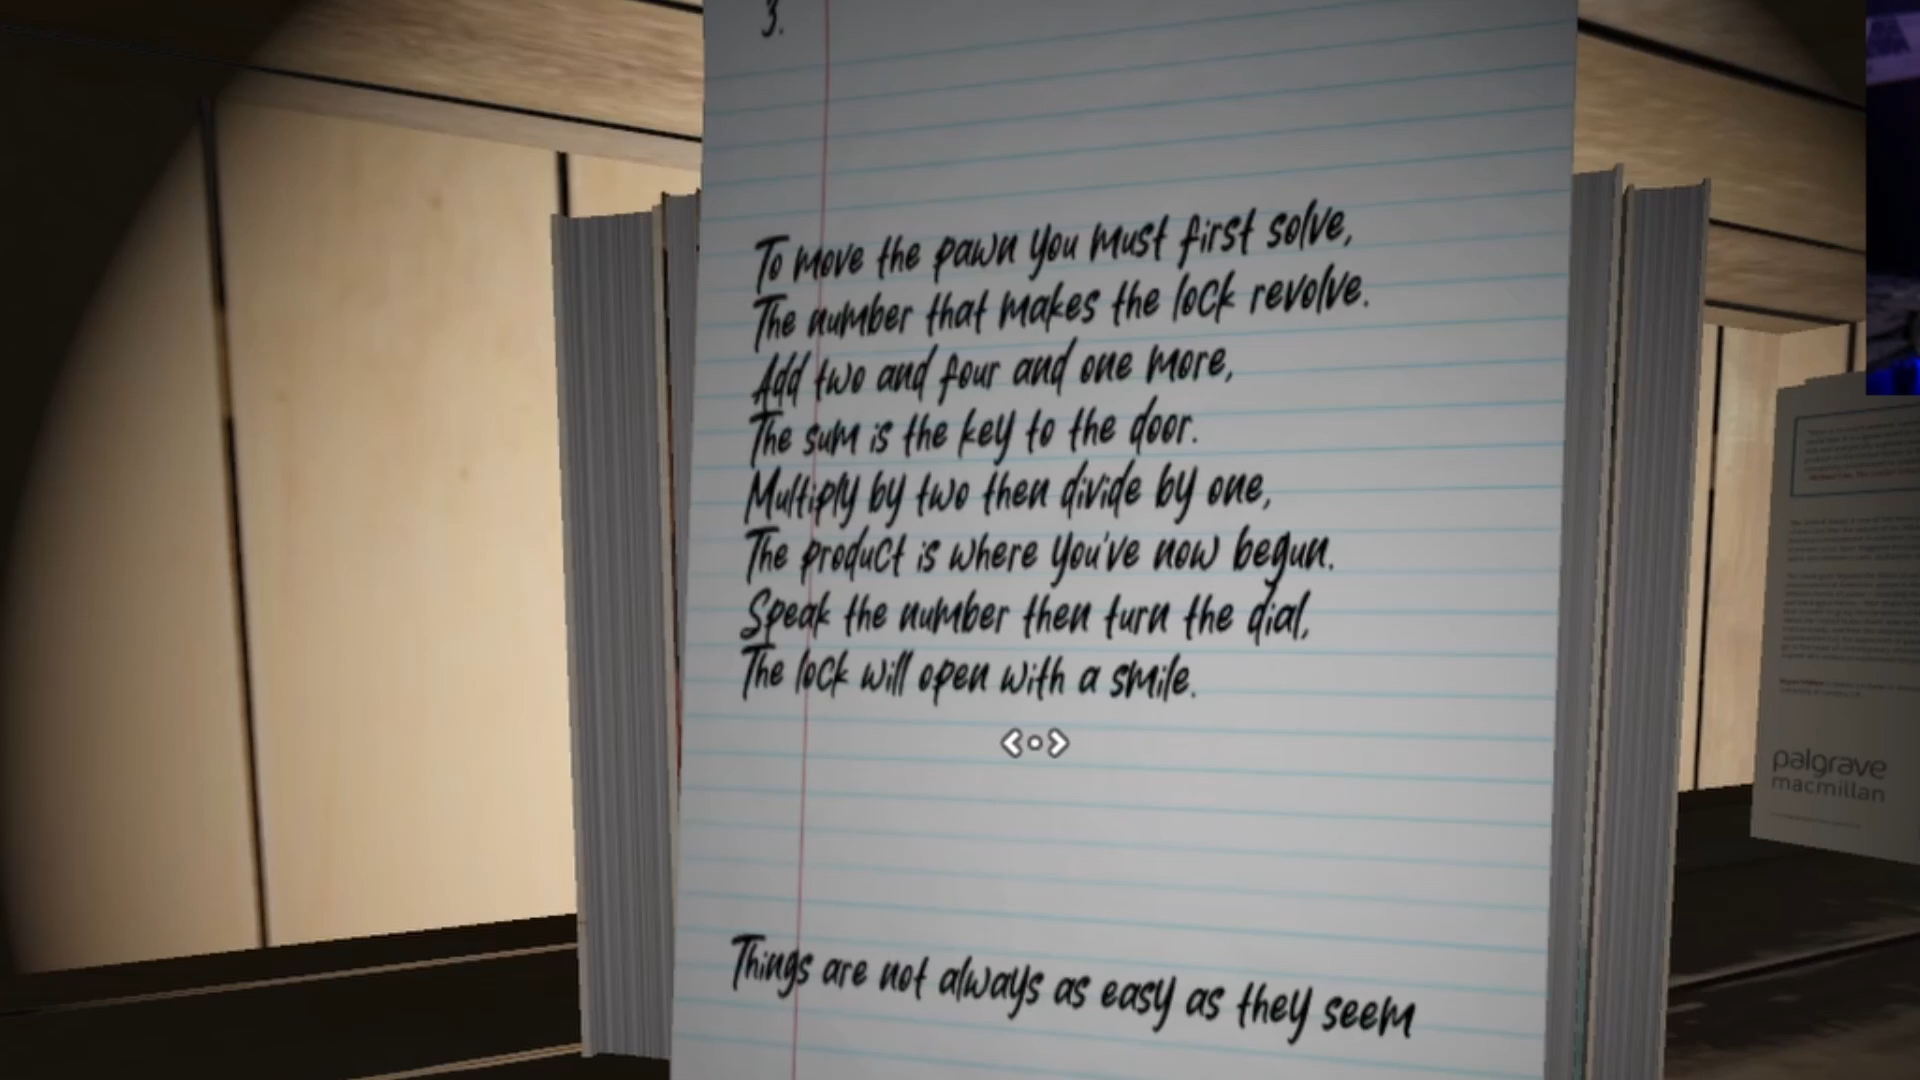 3.
To move the pawn you must first solve,
The number that makes the lock revolve.
Add two and four and one more,
The sum is the key to the door.
Multiply by two then divide by one,
The product is where you've now begun.
Speak the number then turn the dial,
The lock will open with a smile.
Things are not always as easy as they seem
palgrave
macmillan